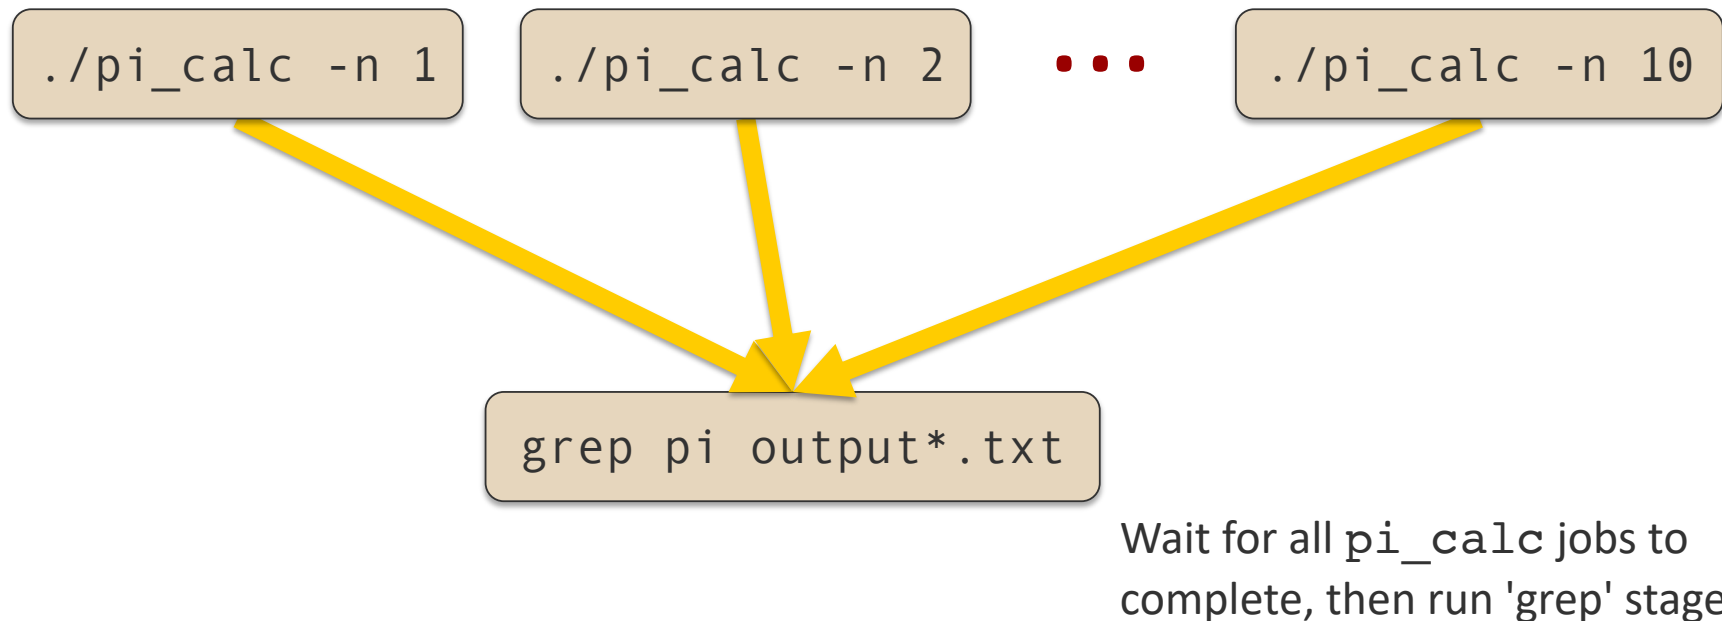 ./pi_calc -n 1
./pi_calc -n 2
...
./pi_calc -n 10
grep pi output*.txt
Wait for all pi_calc jobs to
complete, then run 'grep' stage